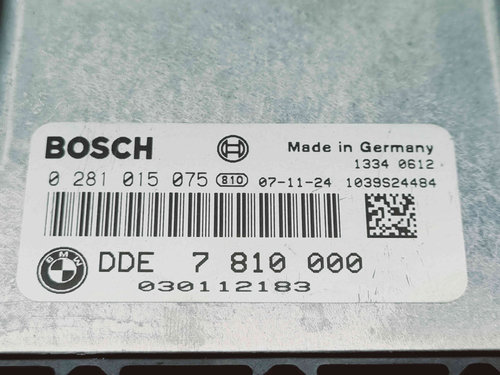 BOSCH
Made in Germany
1334 0612
0 281 015 075 810 07-11-24 1039S24484
BMW DDE 7 810 000
030112183